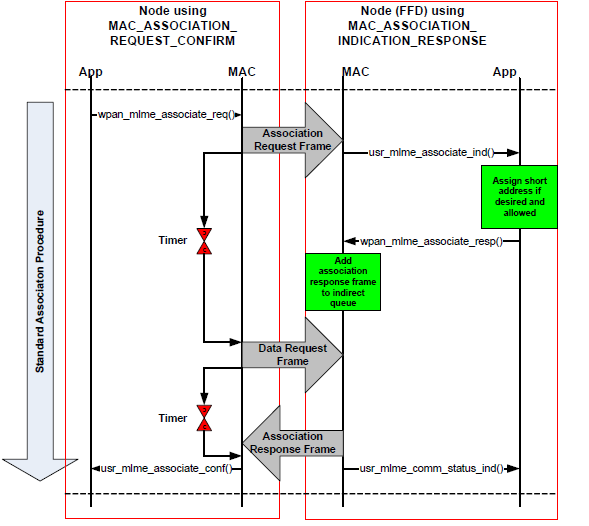 Node using
MAC_ASSOCIATION_
REQUEST_CONFIRM
Node (FFD) using
MAC_ASSOCIATION_
INDICATION_RESPONSE
App
MAC
MAC
App
wpan_mlme_associate_req()
Association
Request Frame
usr_mlme_associate_ind()
Assign short
address if
desired and
allowed
Timer
wpan_mlme_associate_resp()
Add
association
response frame
to indirect
queue
Standard Association Procedure
Data Request
Frame
Timer
Association
Response Frame
usr_mlme_associate_conf()
usr_mlme_comm_status_ind()